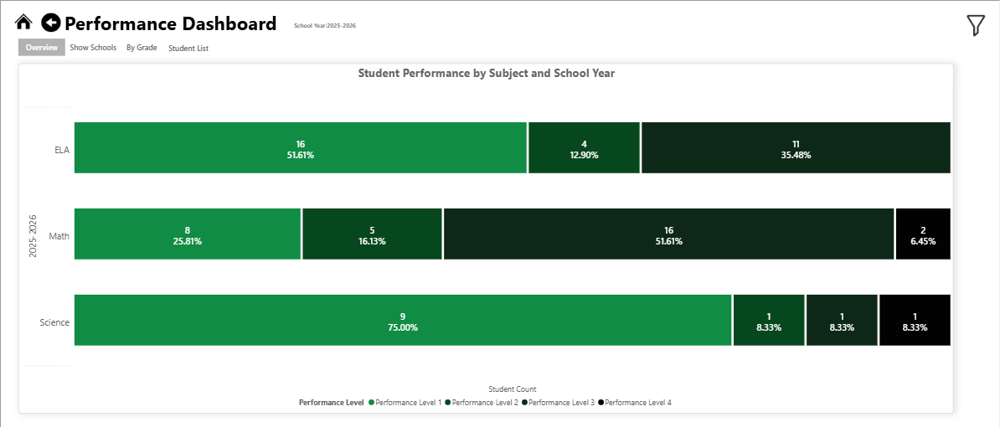 Performance Dashboard
School Year:2025-2026
Overview Show Schools By Grade Student List
Student Performance by Subject and School Year
2025-2026
ELA
16 4 11
51.61% 12.90% 35.48%
Math
8 5 16 2
25.81% 16.13% 51.61% 6.45%
Science
9 1 1 1
75.00% 8.33% 8.33% 8.33%
Student Count
Performance Level Performance Level 1 Performance Level 2 Performance Level 3 Performance Level 4